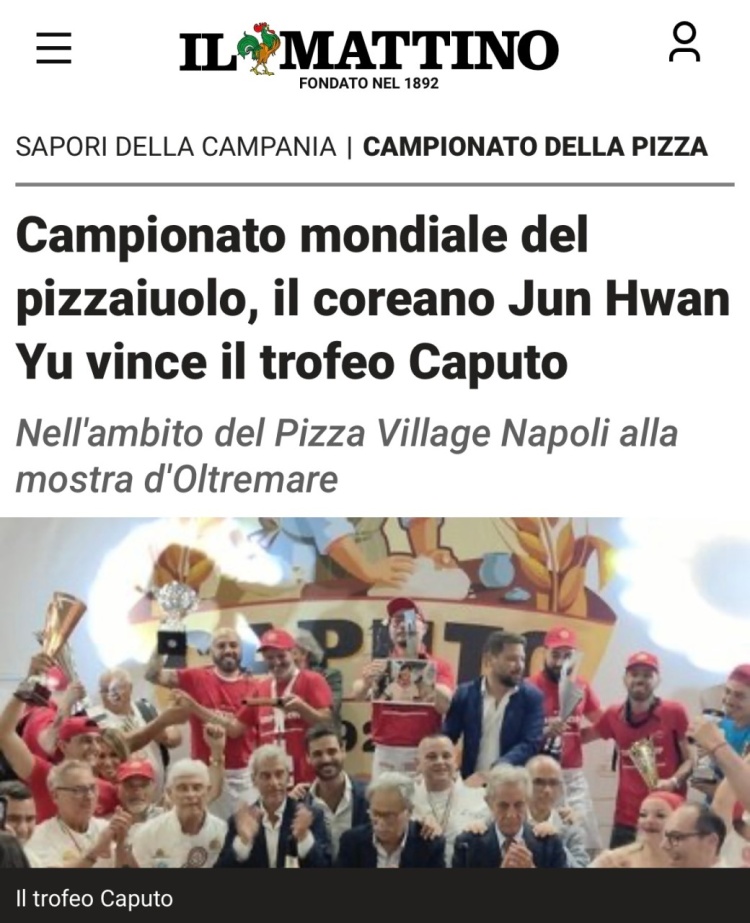 IL MATTINO
FONDATO NEL 1892
SAPORI DELLA CAMPANIA | CAMPIONATO DELLA PIZZA
Campionato mondiale del
pizzaiuolo, il coreano Jun Hwan
Yu vince il trofeo Caputo
Nell'ambito del Pizza Village Napoli alla
mostra d'Oltremare
CAPUTO
Il trofeo Caputo